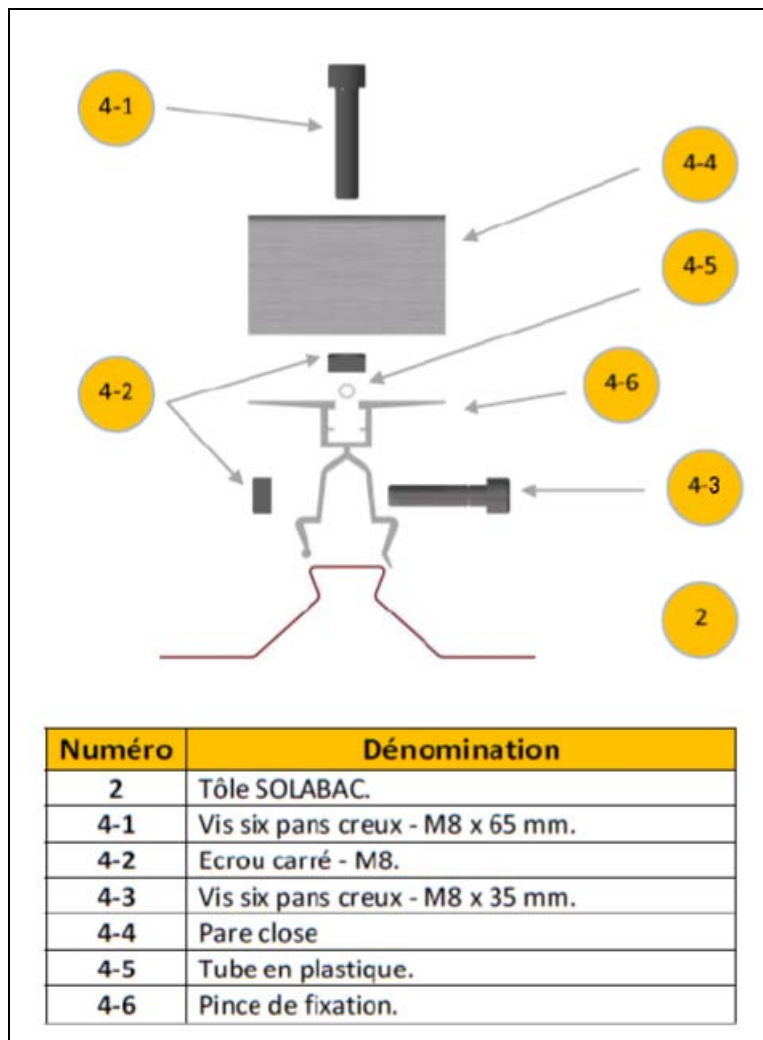 4-1
4-4
4-5
4-2
4-6
4-3
2
Numéro Dénomination
2 Tôle SOLABAC.
4-1 Vis six pans creux - M8 x 65 mm.
4-2 Ecrou carré - M8.
4-3 Vis six pans creux - M8 x 35 mm.
4-4 Pare close
4-5 Tube en plastique.
4-6 Pince de fixation.